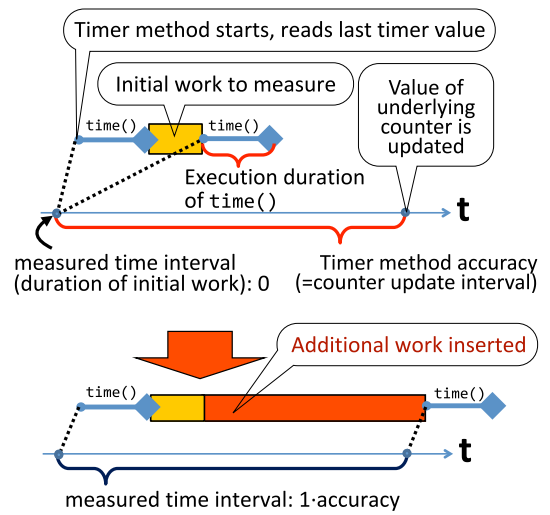 Timer method starts, reads last timer value
Initial work to measure
Value of
underlying
counter is
updated
time()
time()
Execution duration
of time()
t
measured time interval
(duration of initial work): 0
Timer method accuracy
(=counter update interval)
Additional work inserted
time()
time()
t
measured time interval: 1·accuracy